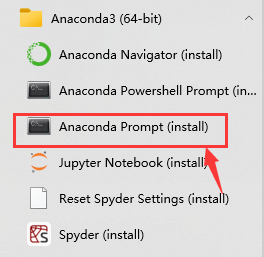 Anaconda3 (64-bit)
Anaconda Navigator (install)
Anaconda Powershell Prompt (in...
Anaconda Prompt (install)
Jupyter Notebook (install)
Reset Spyder Settings (install)
Spyder (install)